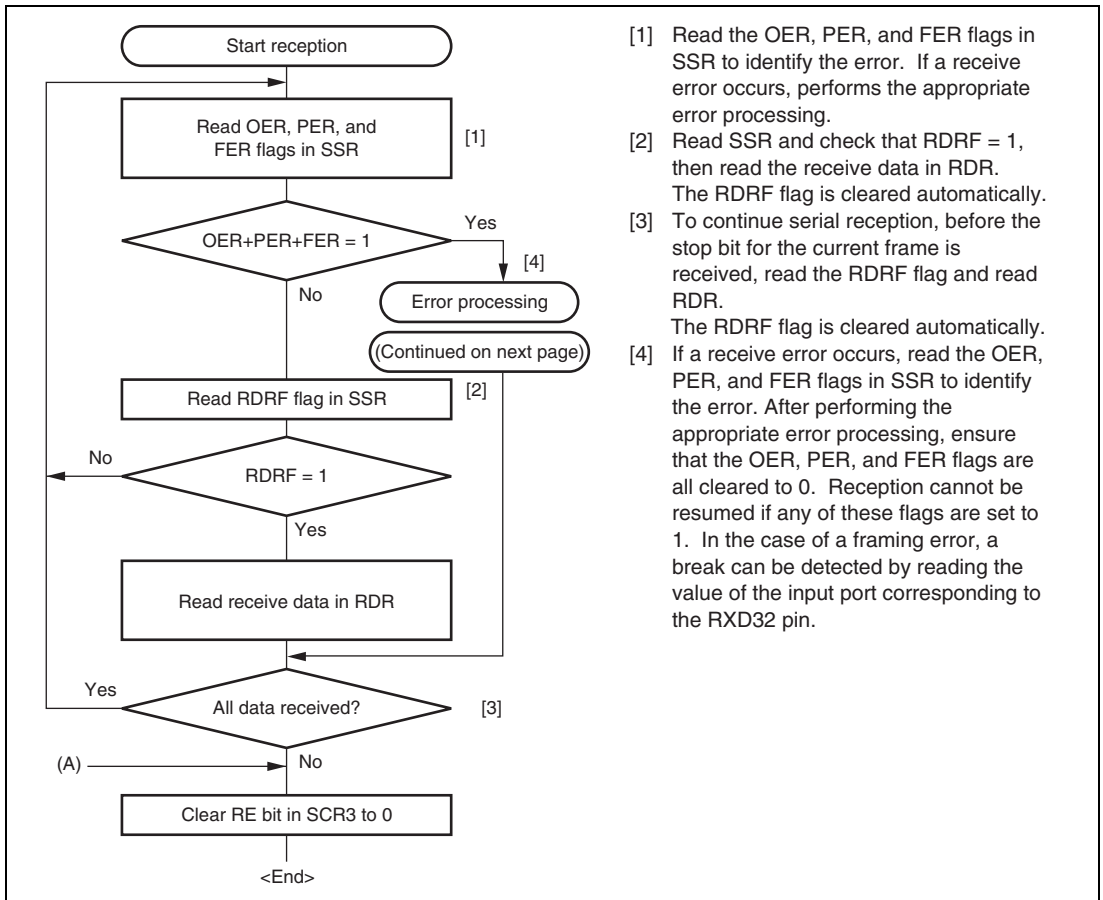 Start reception
Read OER, PER, and
FER flags in SSR
[1]
OER+PER+FER = 1
Yes
[4]
No
Error processing
(Continued on next page)
Read RDRF flag in SSR
[2]
No
RDRF = 1
Yes
Read receive data in RDR
Yes
All data received?
[3]
(A)
No
Clear RE bit in SCR3 to 0
<End>
[1] Read the OER, PER, and FER flags in
SSR to identify the error. If a receive
error occurs, performs the appropriate
error processing.
[2] Read SSR and check that RDRF = 1,
then read the receive data in RDR.
The RDRF flag is cleared automatically.
[3] To continue serial reception, before the
stop bit for the current frame is
received, read the RDRF flag and read
RDR.
The RDRF flag is cleared automatically.
[4] If a receive error occurs, read the OER,
PER, and FER flags in SSR to identify
the error. After performing the
appropriate error processing, ensure
that the OER, PER, and FER flags are
all cleared to 0. Reception cannot be
resumed if any of these flags are set to
1. In the case of a framing error, a
break can be detected by reading the
value of the input port corresponding to
the RXD32 pin.